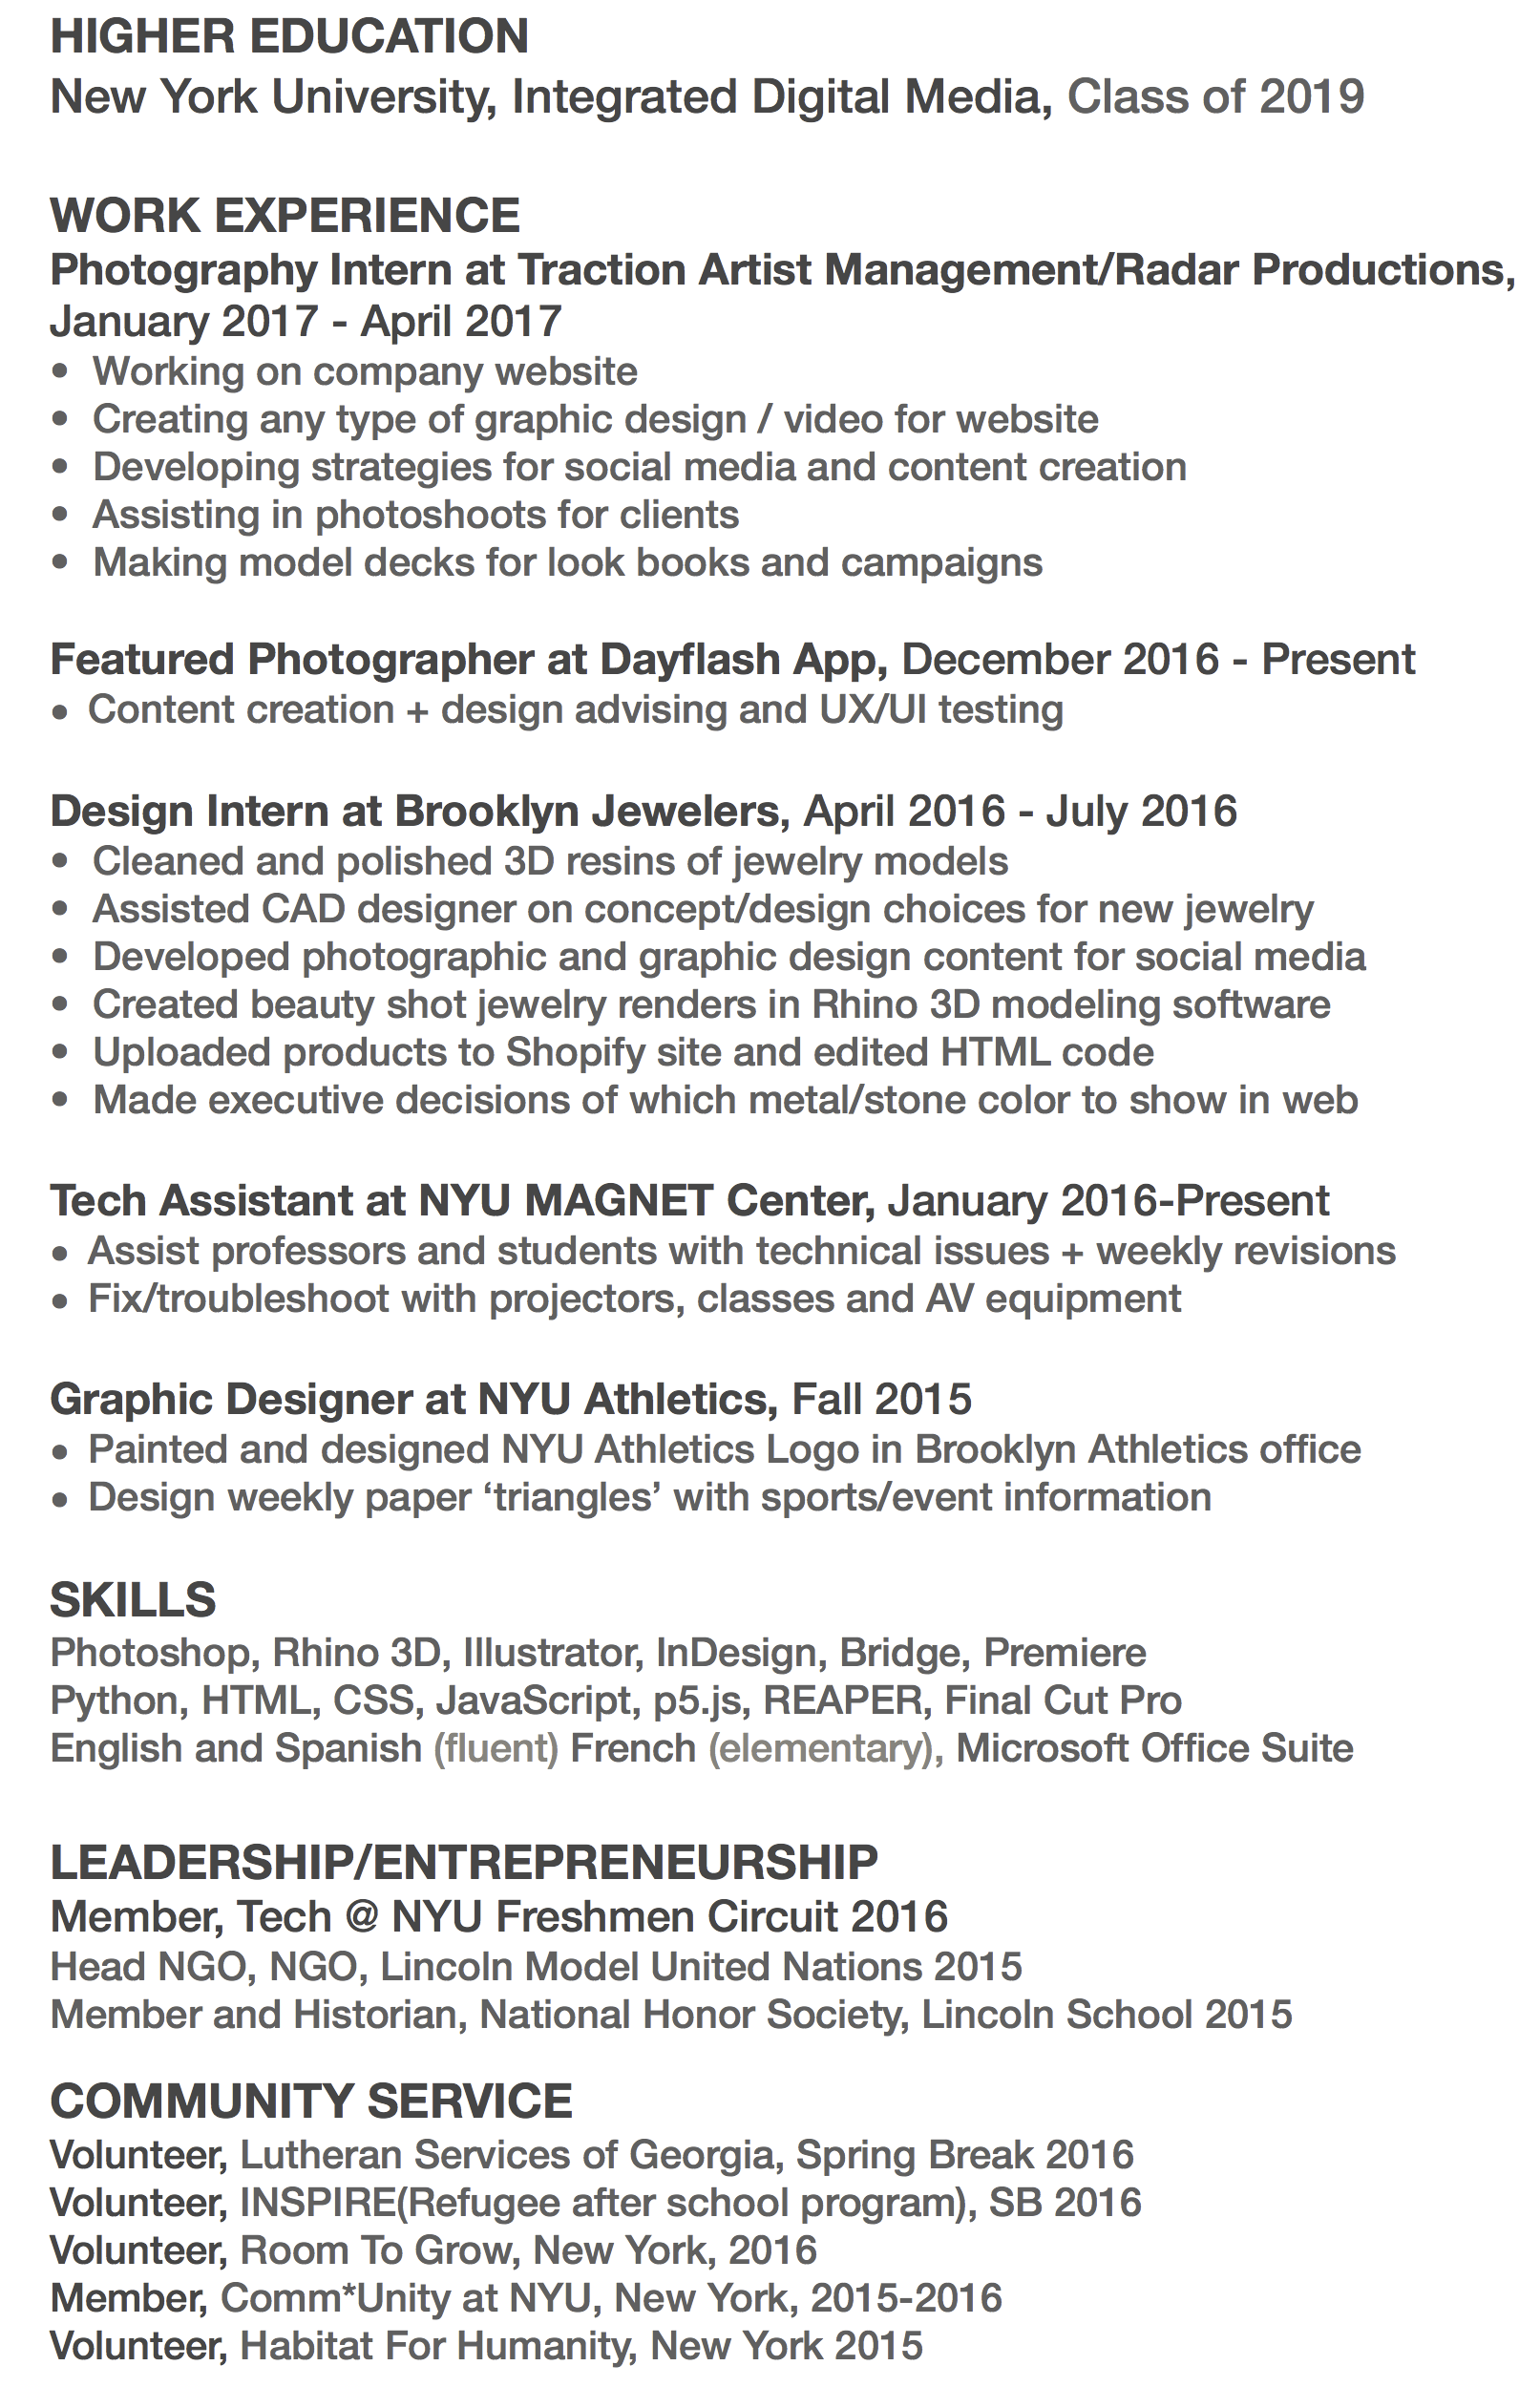 HIGHER EDUCATION
New York University, Integrated Digital Media, Class of 2019
WORK EXPERIENCE
Photography Intern at Traction Artist Management/Radar Productions,
January 2017 - April 2017
• Working on company website
• Creating any type of graphic design / video for website
• Developing strategies for social media and content creation
• Assisting in photoshoots for clients
• Making model decks for look books and campaigns
Featured Photographer at Dayflash App, December 2016 - Present
• Content creation + design advising and UX/UI testing
Design Intern at Brooklyn Jewelers, April 2016 - July 2016
• Cleaned and polished 3D resins of jewelry models
• Assisted CAD designer on concept/design choices for new jewelry
• Developed photographic and graphic design content for social media
• Created beauty shot jewelry renders in Rhino 3D modeling software
• Uploaded products to Shopify site and edited HTML code
• Made executive decisions of which metal/stone color to show in web
Tech Assistant at NYU MAGNET Center, January 2016-Present
• Assist professors and students with technical issues + weekly revisions
• Fix/troubleshoot with projectors, classes and AV equipment
Graphic Designer at NYU Athletics, Fall 2015
• Painted and designed NYU Athletics Logo in Brooklyn Athletics office
• Design weekly paper ‘triangles’ with sports/event information
SKILLS
Photoshop, Rhino 3D, Illustrator, InDesign, Bridge, Premiere
Python, HTML, CSS, JavaScript, p5.js, REAPER, Final Cut Pro
English and Spanish (fluent) French (elementary), Microsoft Office Suite
LEADERSHIP/ENTREPRENEURSHIP
Member, Tech @ NYU Freshmen Circuit 2016
Head NGO, NGO, Lincoln Model United Nations 2015
Member and Historian, National Honor Society, Lincoln School 2015
COMMUNITY SERVICE
Volunteer, Lutheran Services of Georgia, Spring Break 2016
Volunteer, INSPIRE(Refugee after school program), SB 2016
Volunteer, Room To Grow, New York, 2016
Member, Comm*Unity at NYU, New York, 2015-2016
Volunteer, Habitat For Humanity, New York 2015